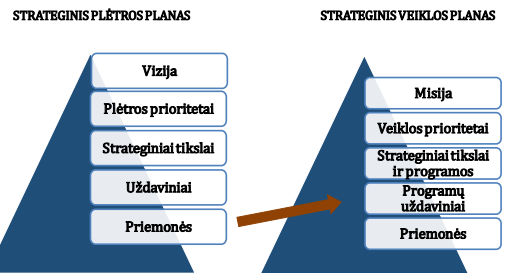 STRATEGINIS PLĖTROS PLANAS
Vizija
Plėtros prioritetai
Strateginiai tikslai
Uždaviniai
Priemonės
STRATEGINIS VEIKLOS PLANAS
Misija
Veiklos prioritetai
Strateginiai tikslai
ir programos
Programų
uždaviniai
Priemonės